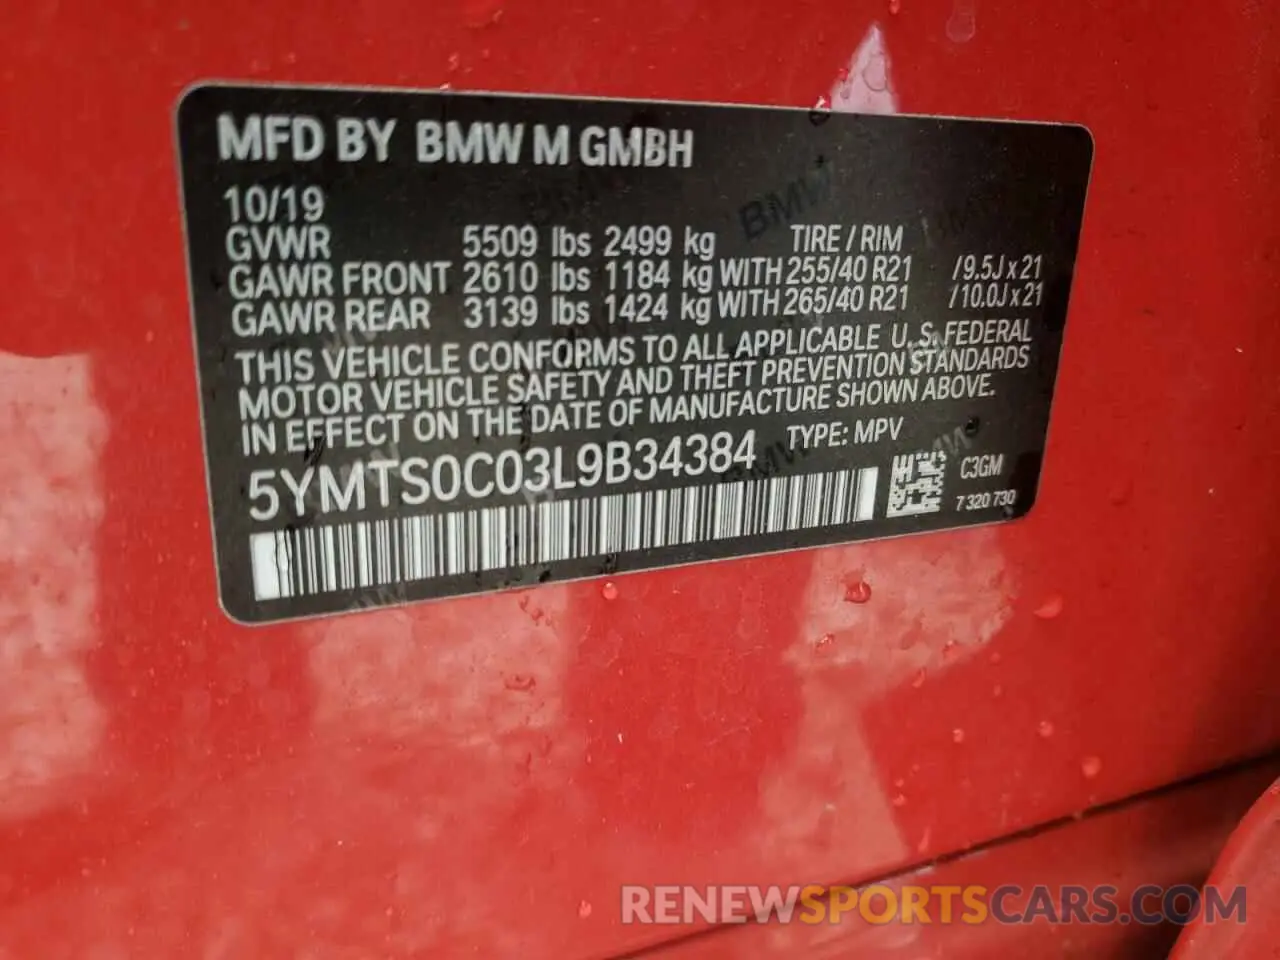 MFD BY BMW M GMBH
10/19
GVWR 5509 lbs 2499 kg TIRE / RIM
GAWR FRONT 2610 lbs 1184 kg WITH 255/40 R21 /9.5J x 21
GAWR REAR 3139 lbs 1424 kg WITH 265/40 R21 /10.0J x 21
THIS VEHICLE CONFORMS TO ALL APPLICABLE U.S. FEDERAL
MOTOR VEHICLE SAFETY AND THEFT PREVENTION STANDARDS
IN EFFECT ON THE DATE OF MANUFACTURE SHOWN ABOVE.
5YMTS0C03L9B34384 TYPE: MPV
C3GM
7 320 730
RENEWSPORTSCARS.COM